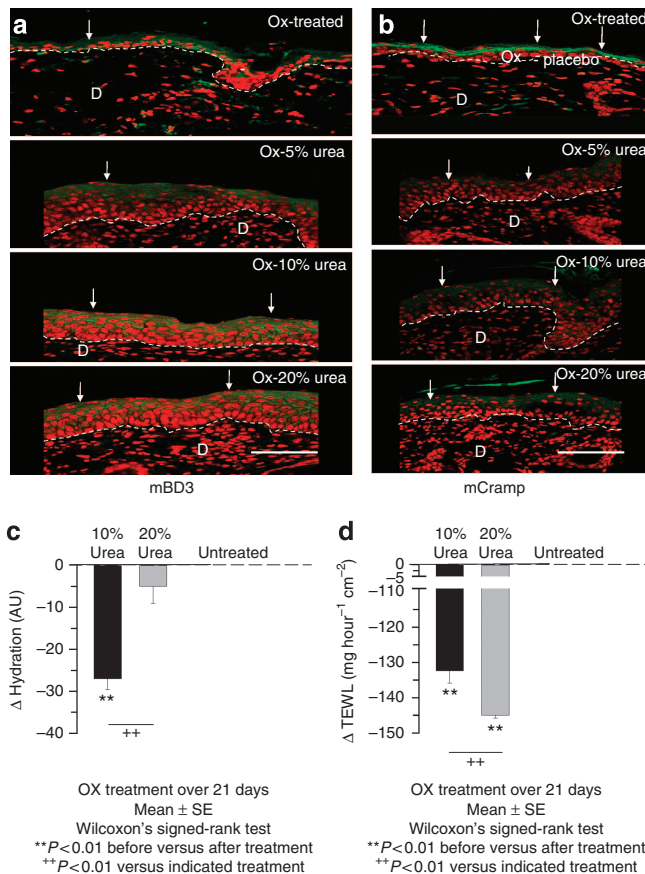 a
Ox-treated
D
Ox-5% urea
D
Ox-10% urea
D
Ox-20% urea
D
mBD3
b
Ox-treated
Ox
placebo
D
Ox-5% urea
D
Ox-10% urea
D
Ox-20% urea
D
mCramp
c
10% Urea
20% Urea
Untreated
Δ Hydration (AU)
0
−10
−20
−30
−40
**
++
OX treatment over 21 days
Mean ± SE
Wilcoxon's signed-rank test
**P<0.01 before versus after treatment
++P<0.01 versus indicated treatment
d
10% Urea
20% Urea
Untreated
Δ TEWL (mg hour−1 cm−2)
0
−5
−110
−130
−140
−150
**
**
++
OX treatment over 21 days
Mean ± SE
Wilcoxon's signed-rank test
**P<0.01 before versus after treatment
++P<0.01 versus indicated treatment